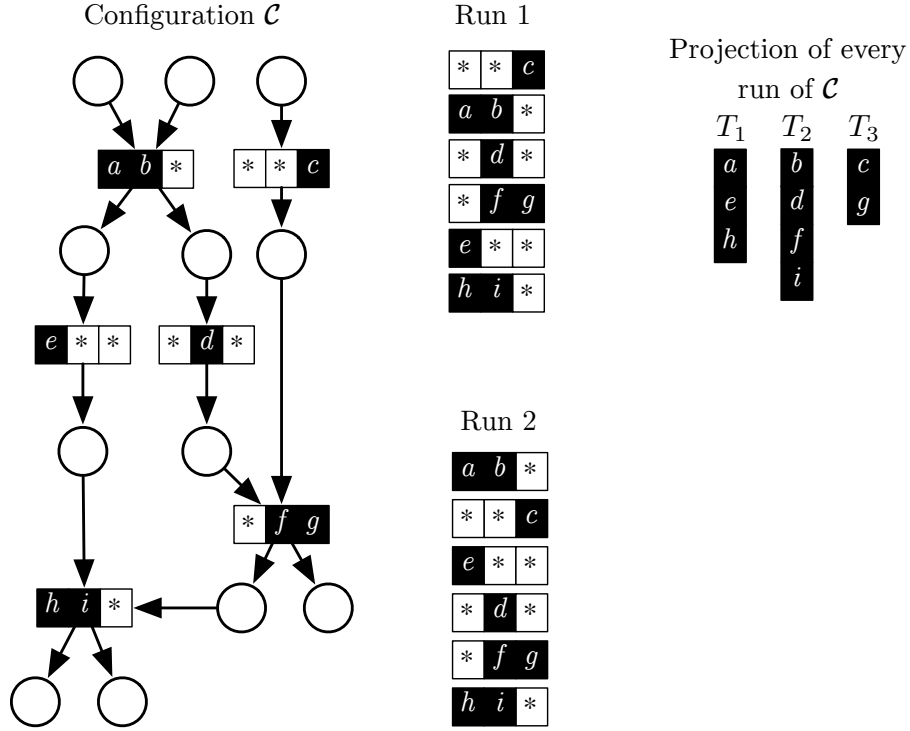 Configuration 𝒞
a b *
* * c
e * *
* d *
* f g
h i *
Run 1
* * c
a b *
* d *
* f g
e * *
h i *
Run 2
a b *
* * c
e * *
* d *
* f g
h i *
Projection of every
run of 𝒞
T₁ T₂ T₃
a b c
e d g
h f
i